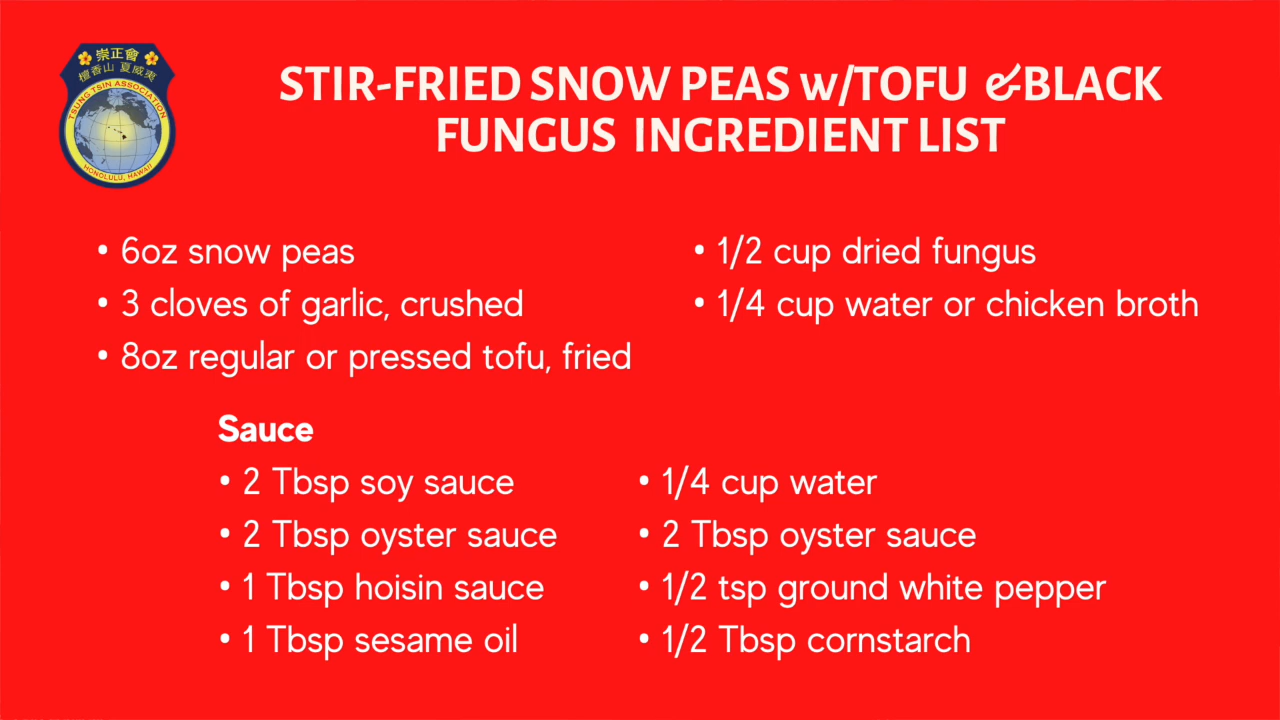 崇正會
檀香山 夏威夷
TSUNG TSIN ASSOCIATION
HONOLULU, HAWAII
STIR-FRIED SNOW PEAS w/TOFU &BLACK
FUNGUS INGREDIENT LIST
• 6oz snow peas
• 3 cloves of garlic, crushed
• 8oz regular or pressed tofu, fried
• 1/2 cup dried fungus
• 1/4 cup water or chicken broth
Sauce
• 2 Tbsp soy sauce
• 2 Tbsp oyster sauce
• 1 Tbsp hoisin sauce
• 1 Tbsp sesame oil
• 1/4 cup water
• 2 Tbsp oyster sauce
• 1/2 tsp ground white pepper
• 1/2 Tbsp cornstarch